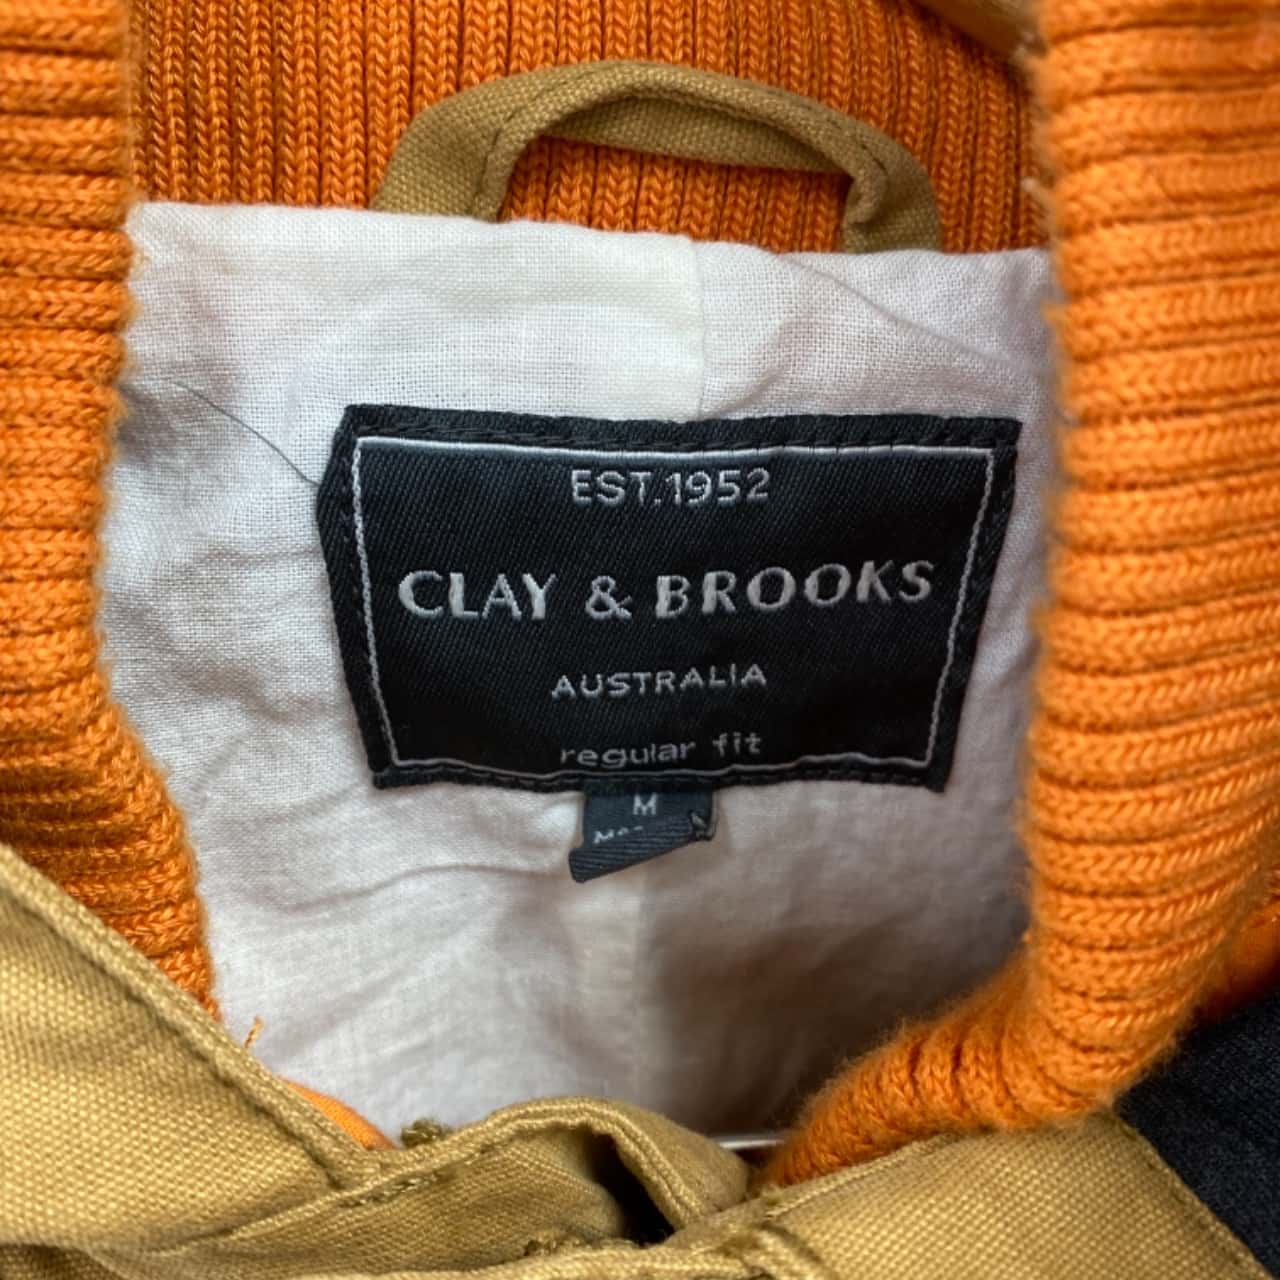 EST.1952
CLAY & BROOKS
AUSTRALIA
regular fit
M